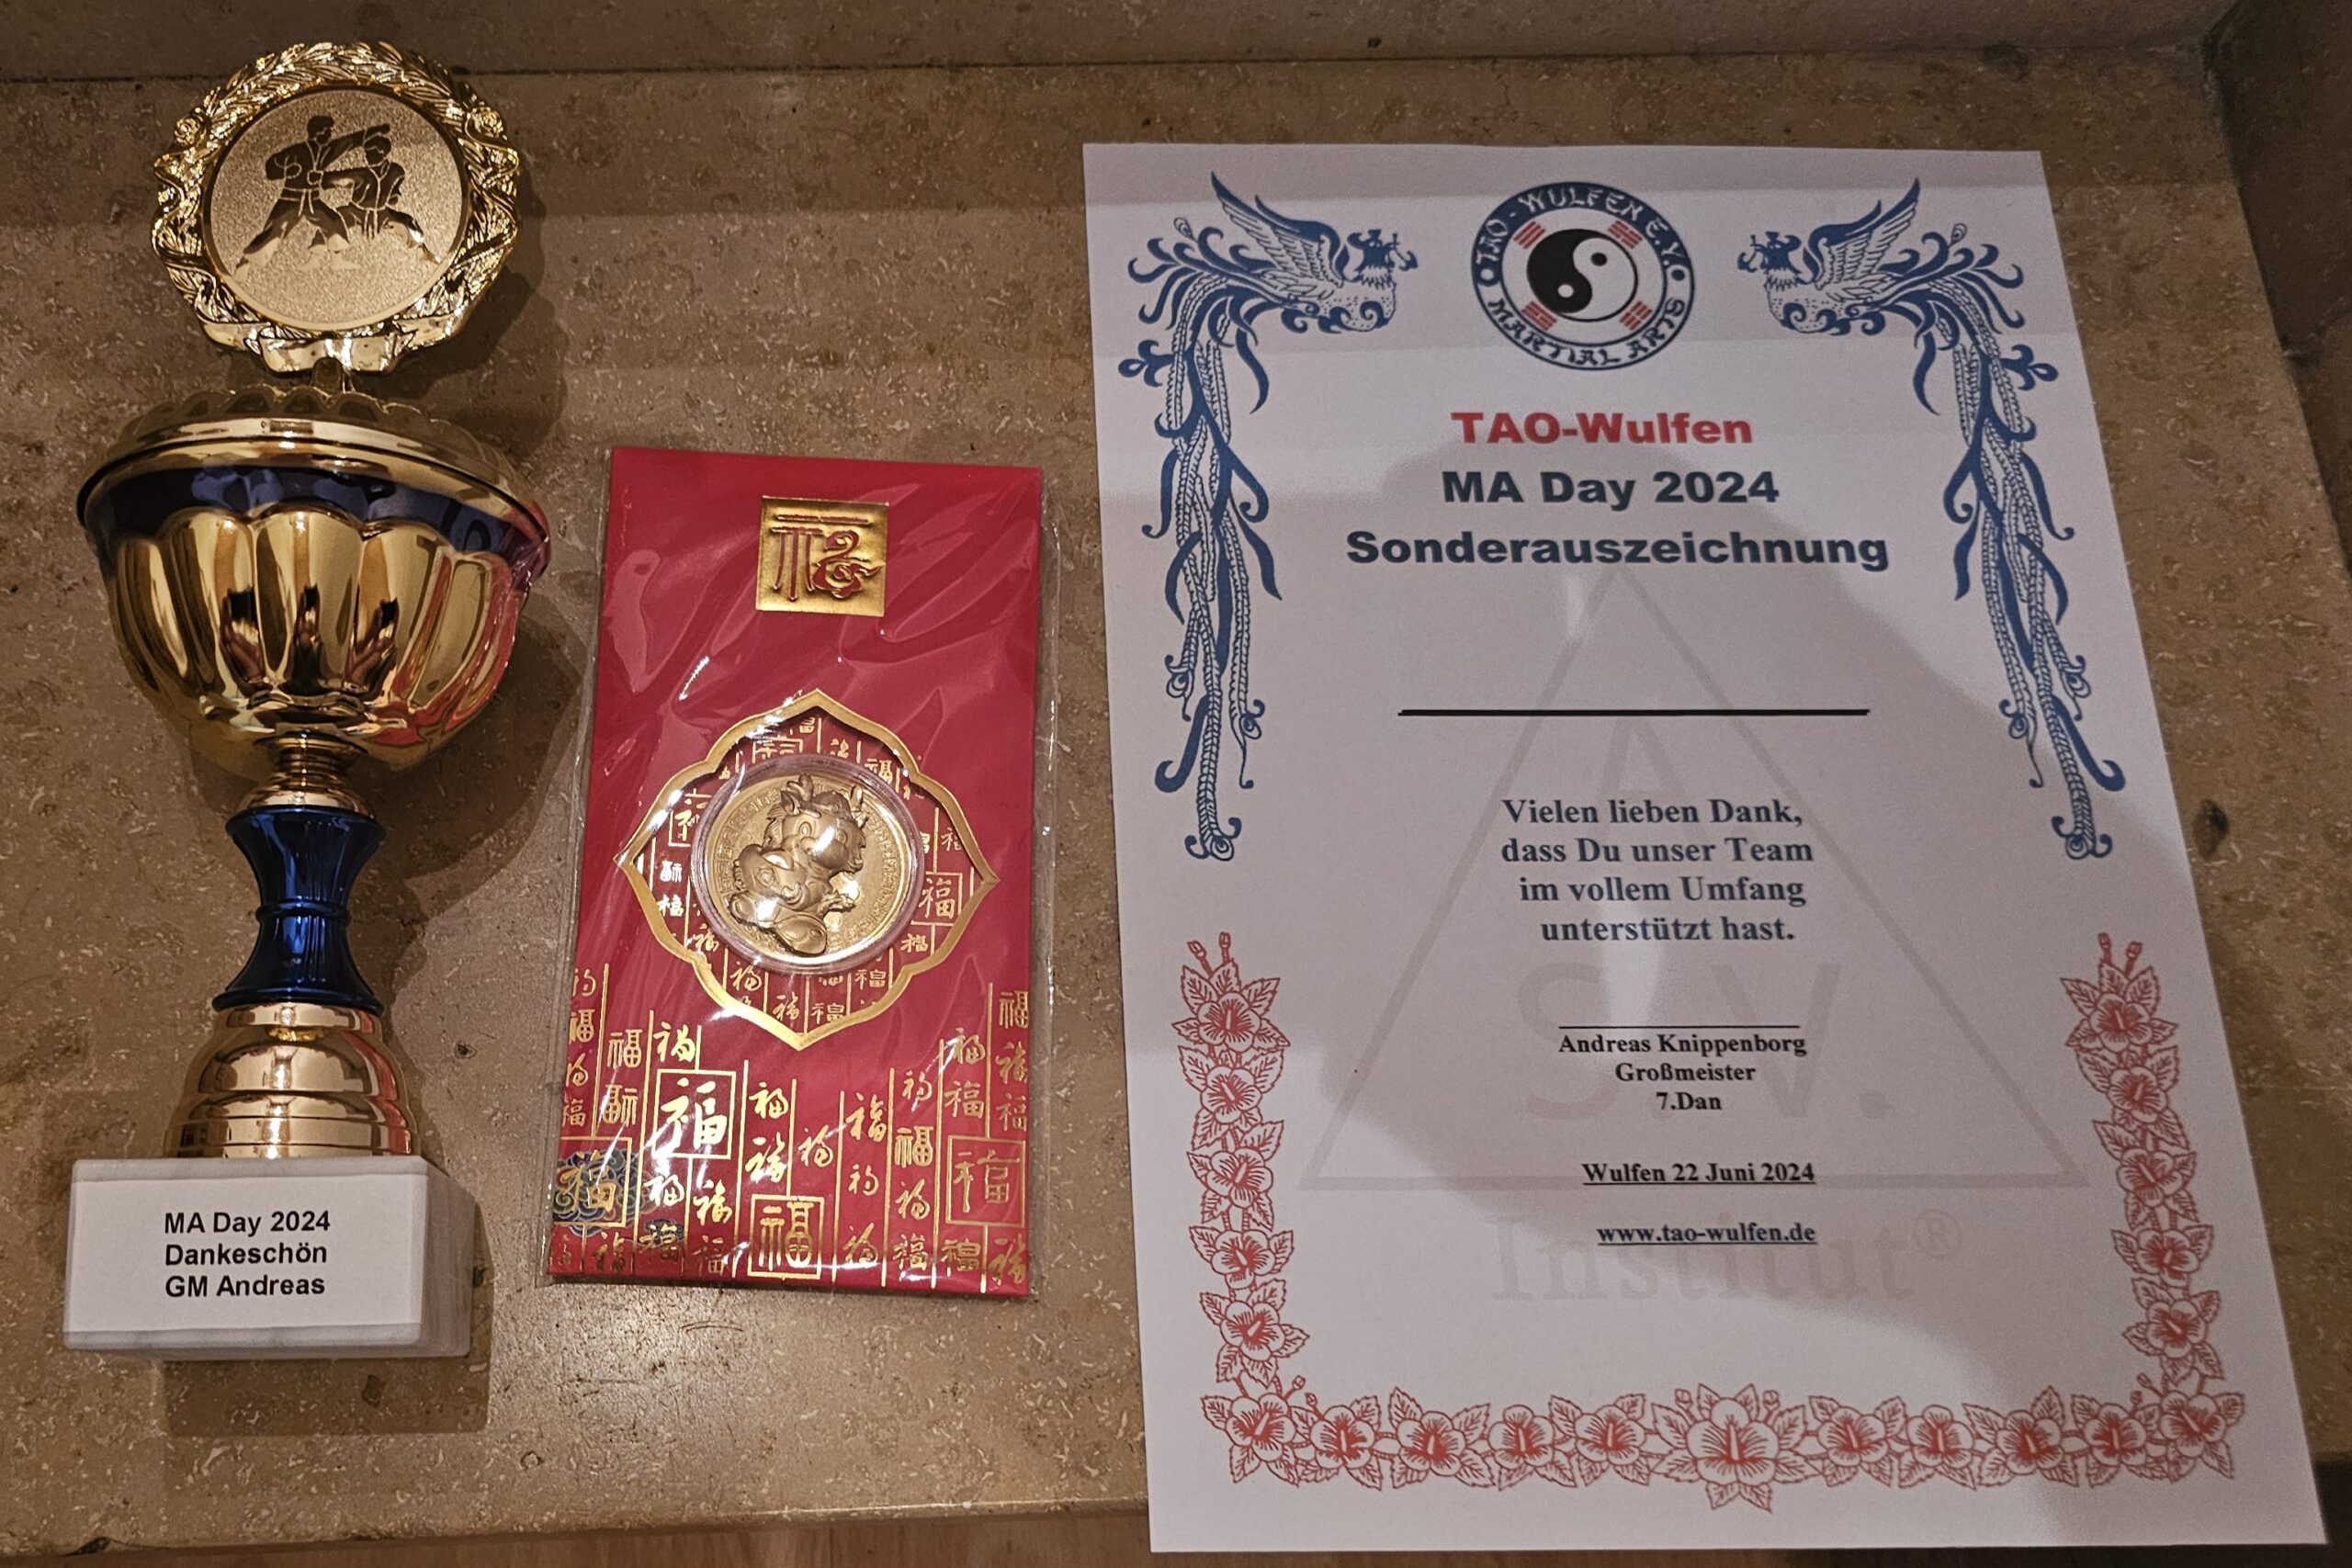 MA Day 2024
Dankeschön
GM Andreas
福
TAO-WULFEN E.V.
MARTIAL ARTS
TAO-Wulfen
MA Day 2024
Sonderauszeichnung
Vielen lieben Dank,
dass Du unser Team
im vollem Umfang
unterstützt hast.
Andreas Knippenborg
Großmeister
7.Dan
Wulfen 22 Juni 2024
www.tao-wulfen.de
A
S.V.
Institut®